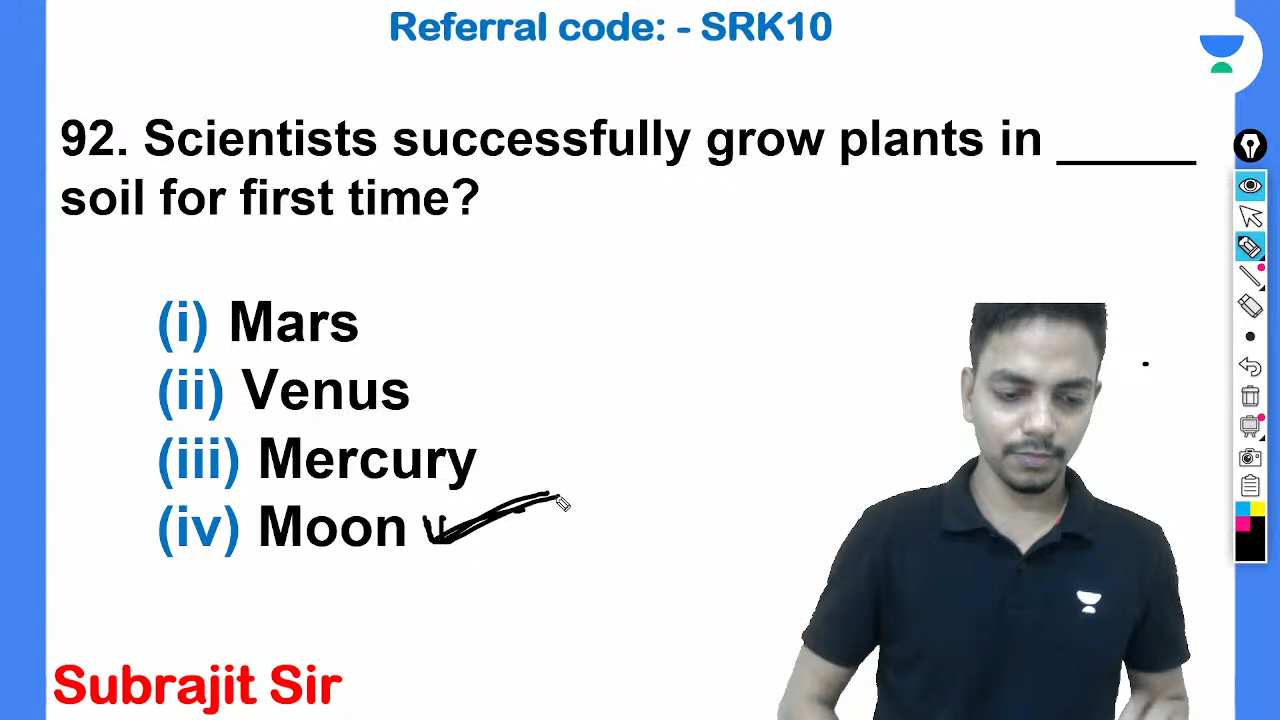 Referral code: - SRK10
92. Scientists successfully grow plants in ______
soil for first time?
(i) Mars
(ii) Venus
(iii) Mercury
(iv) Moon
Subrajit Sir